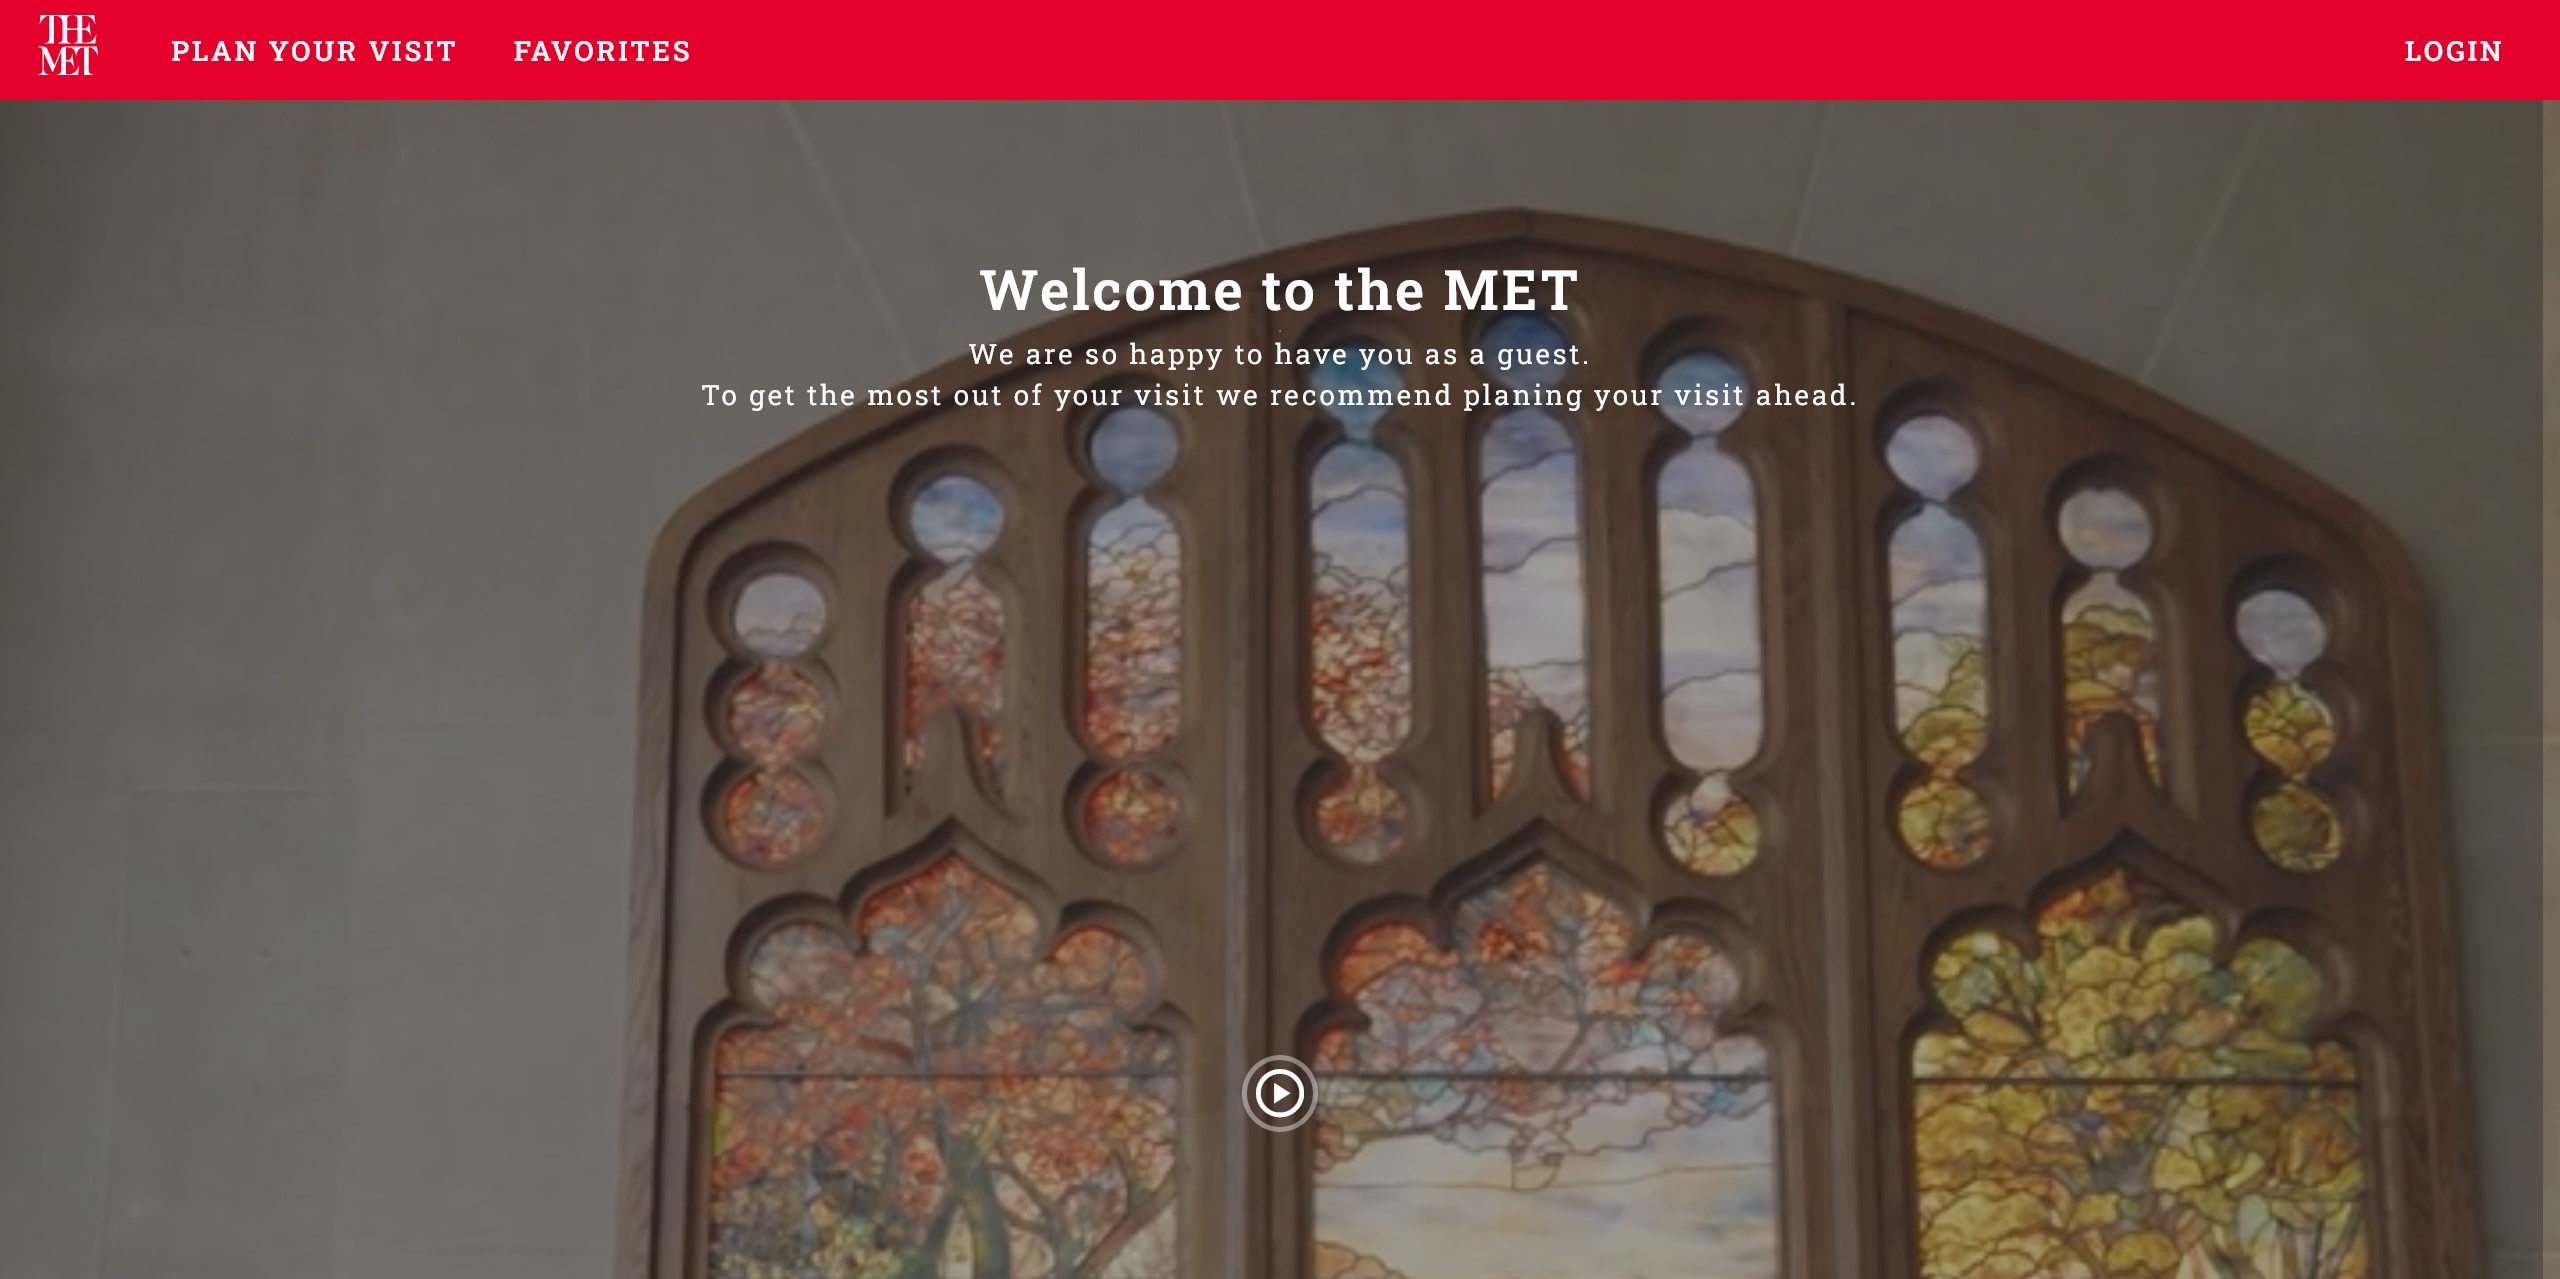 THE
MET
PLAN YOUR VISIT
FAVORITES
LOGIN
Welcome to the MET
We are so happy to have you as a guest.
To get the most out of your visit we recommend planing your visit ahead.